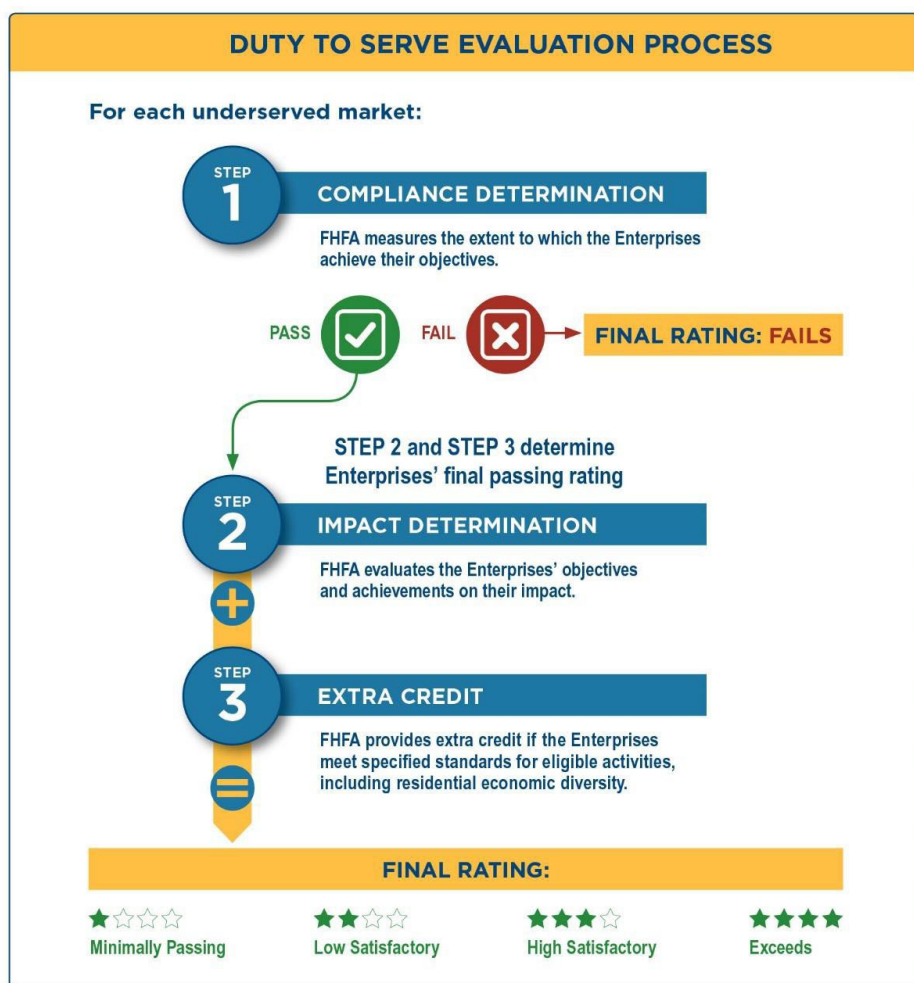 DUTY TO SERVE EVALUATION PROCESS
For each underserved market:
STEP
1
COMPLIANCE DETERMINATION
FHFA measures the extent to which the Enterprises
achieve their objectives.
PASS
FAIL
FINAL RATING: FAILS
STEP 2 and STEP 3 determine
Enterprises’ final passing rating
STEP
2
IMPACT DETERMINATION
FHFA evaluates the Enterprises’ objectives
and achievements on their impact.
+
STEP
3
EXTRA CREDIT
FHFA provides extra credit if the Enterprises
meet specified standards for eligible activities,
including residential economic diversity.
=
FINAL RATING:
Minimally Passing
Low Satisfactory
High Satisfactory
Exceeds